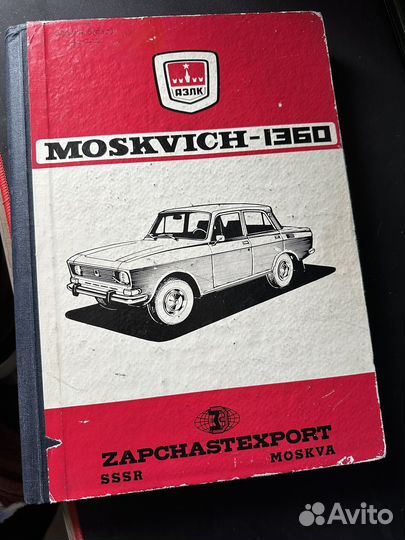 АЗЛК
MOSKVICH-1360
ZAPCHASTEXPORT
SSSR MOSKVA
Avito